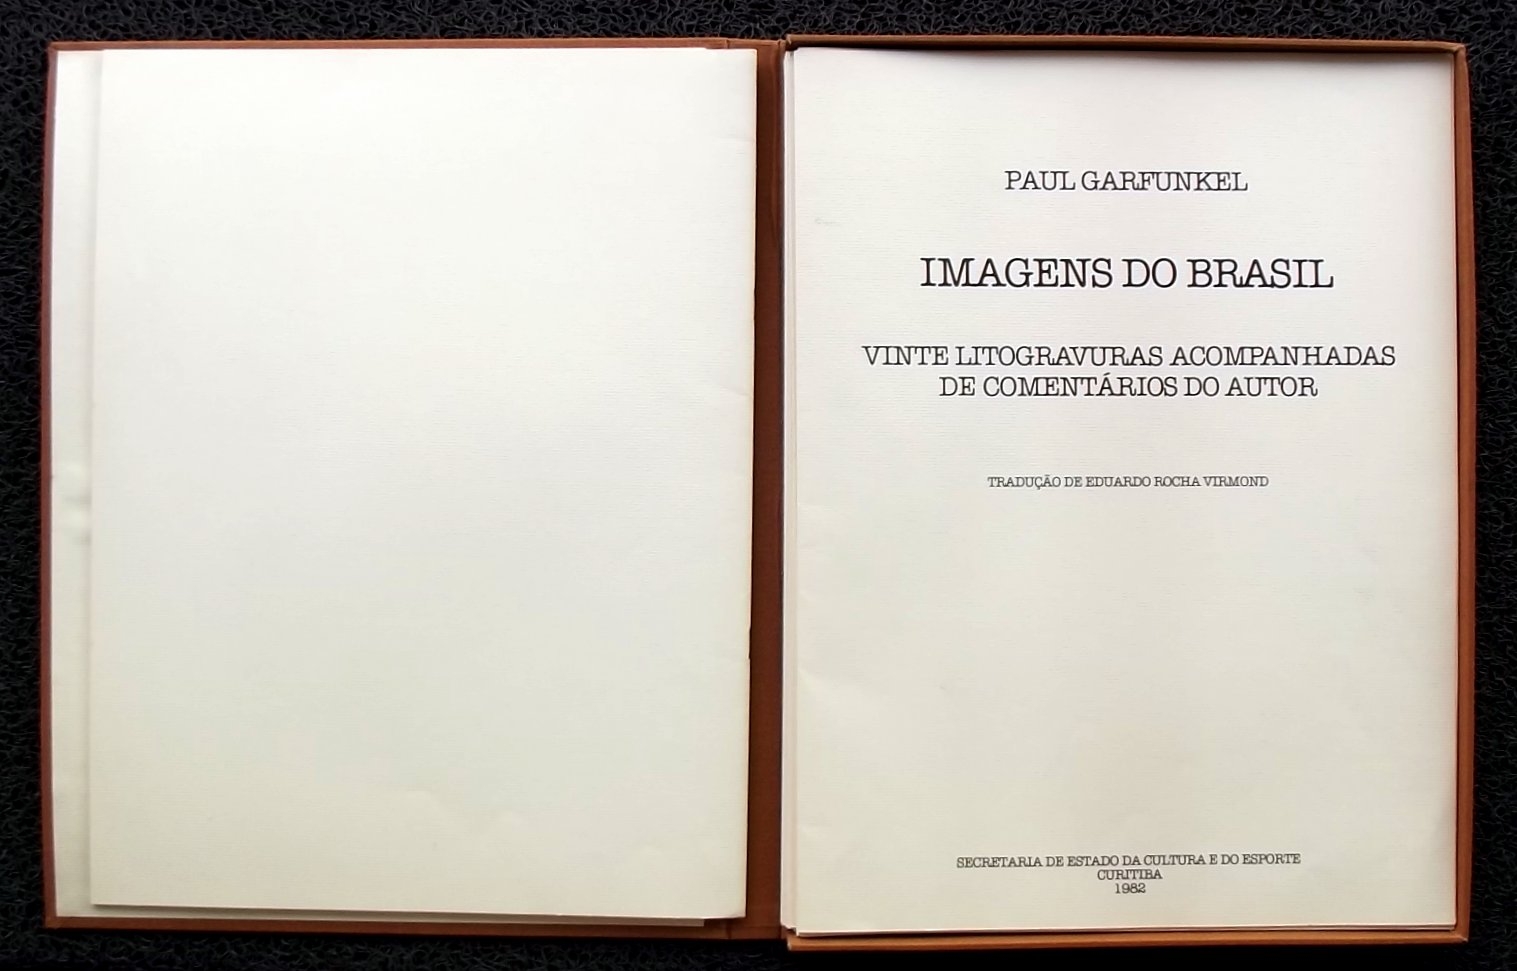 PAUL GARFUNKEL
IMAGENS DO BRASIL
VINTE LITOGRAVURAS ACOMPANHADAS
DE COMENTÁRIOS DO AUTOR
TRADUÇÃO DE EDUARDO ROCHA VIRMOND
SECRETARIA DE ESTADO DA CULTURA E DO ESPORTE
CURITIBA
1982